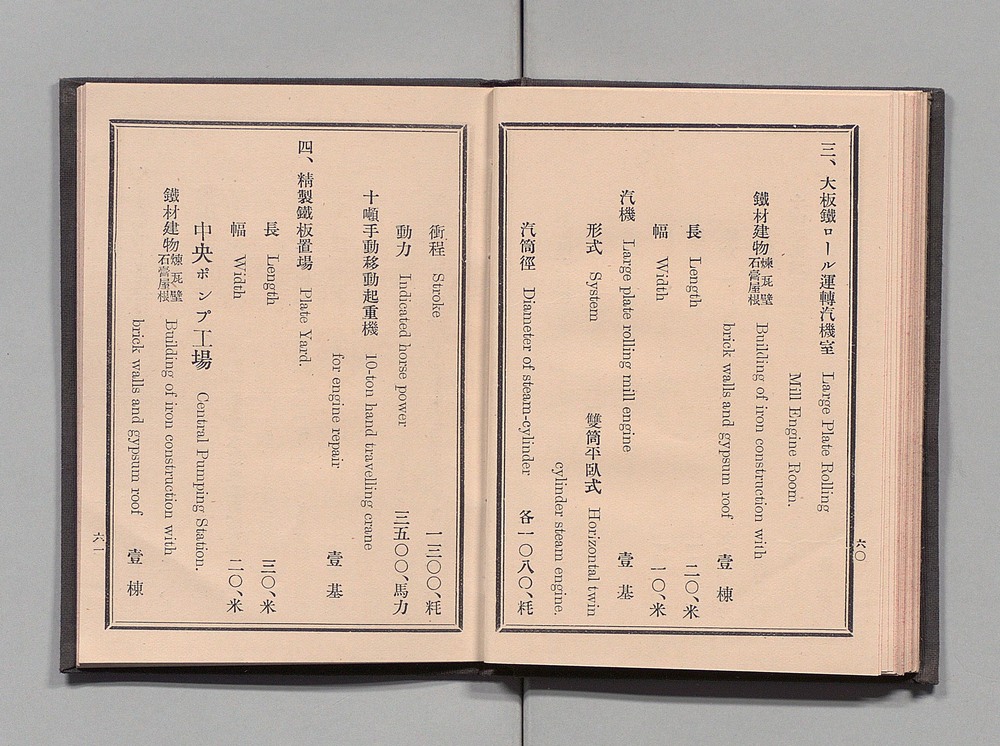 六〇
三、大板鐵ロール運轉汽機室 Large Plate Rolling
Mill Engine Room.
鐵材建物 煉瓦壁 石膏屋根 Building of iron construction with
brick walls and gypsum roof 壹棟
長 Length 二〇、米
幅 Width 一〇、米
汽機 Large plate rolling mill engine 壹基
形式 System 雙筒平臥式 Horizontal twin
cylinder steam engine.
汽筒徑 Diameter of steam-cylinder 各一〇八〇、粍
衝程 Stroke 一三〇〇、粍
動力 Indicated horse power 三五〇〇、馬力
十噸手動移動起重機 10-ton hand travelling crane
for engine repair 壹基
四、精製鐵板置場 Plate Yard.
長 Length 三〇、米
幅 Width 二〇、米
中央ポンプ工場 Central Pumping Station.
鐵材建物 煉瓦壁 石膏屋根 Building of iron construction with
brick walls and gypsum roof 壹棟
六一